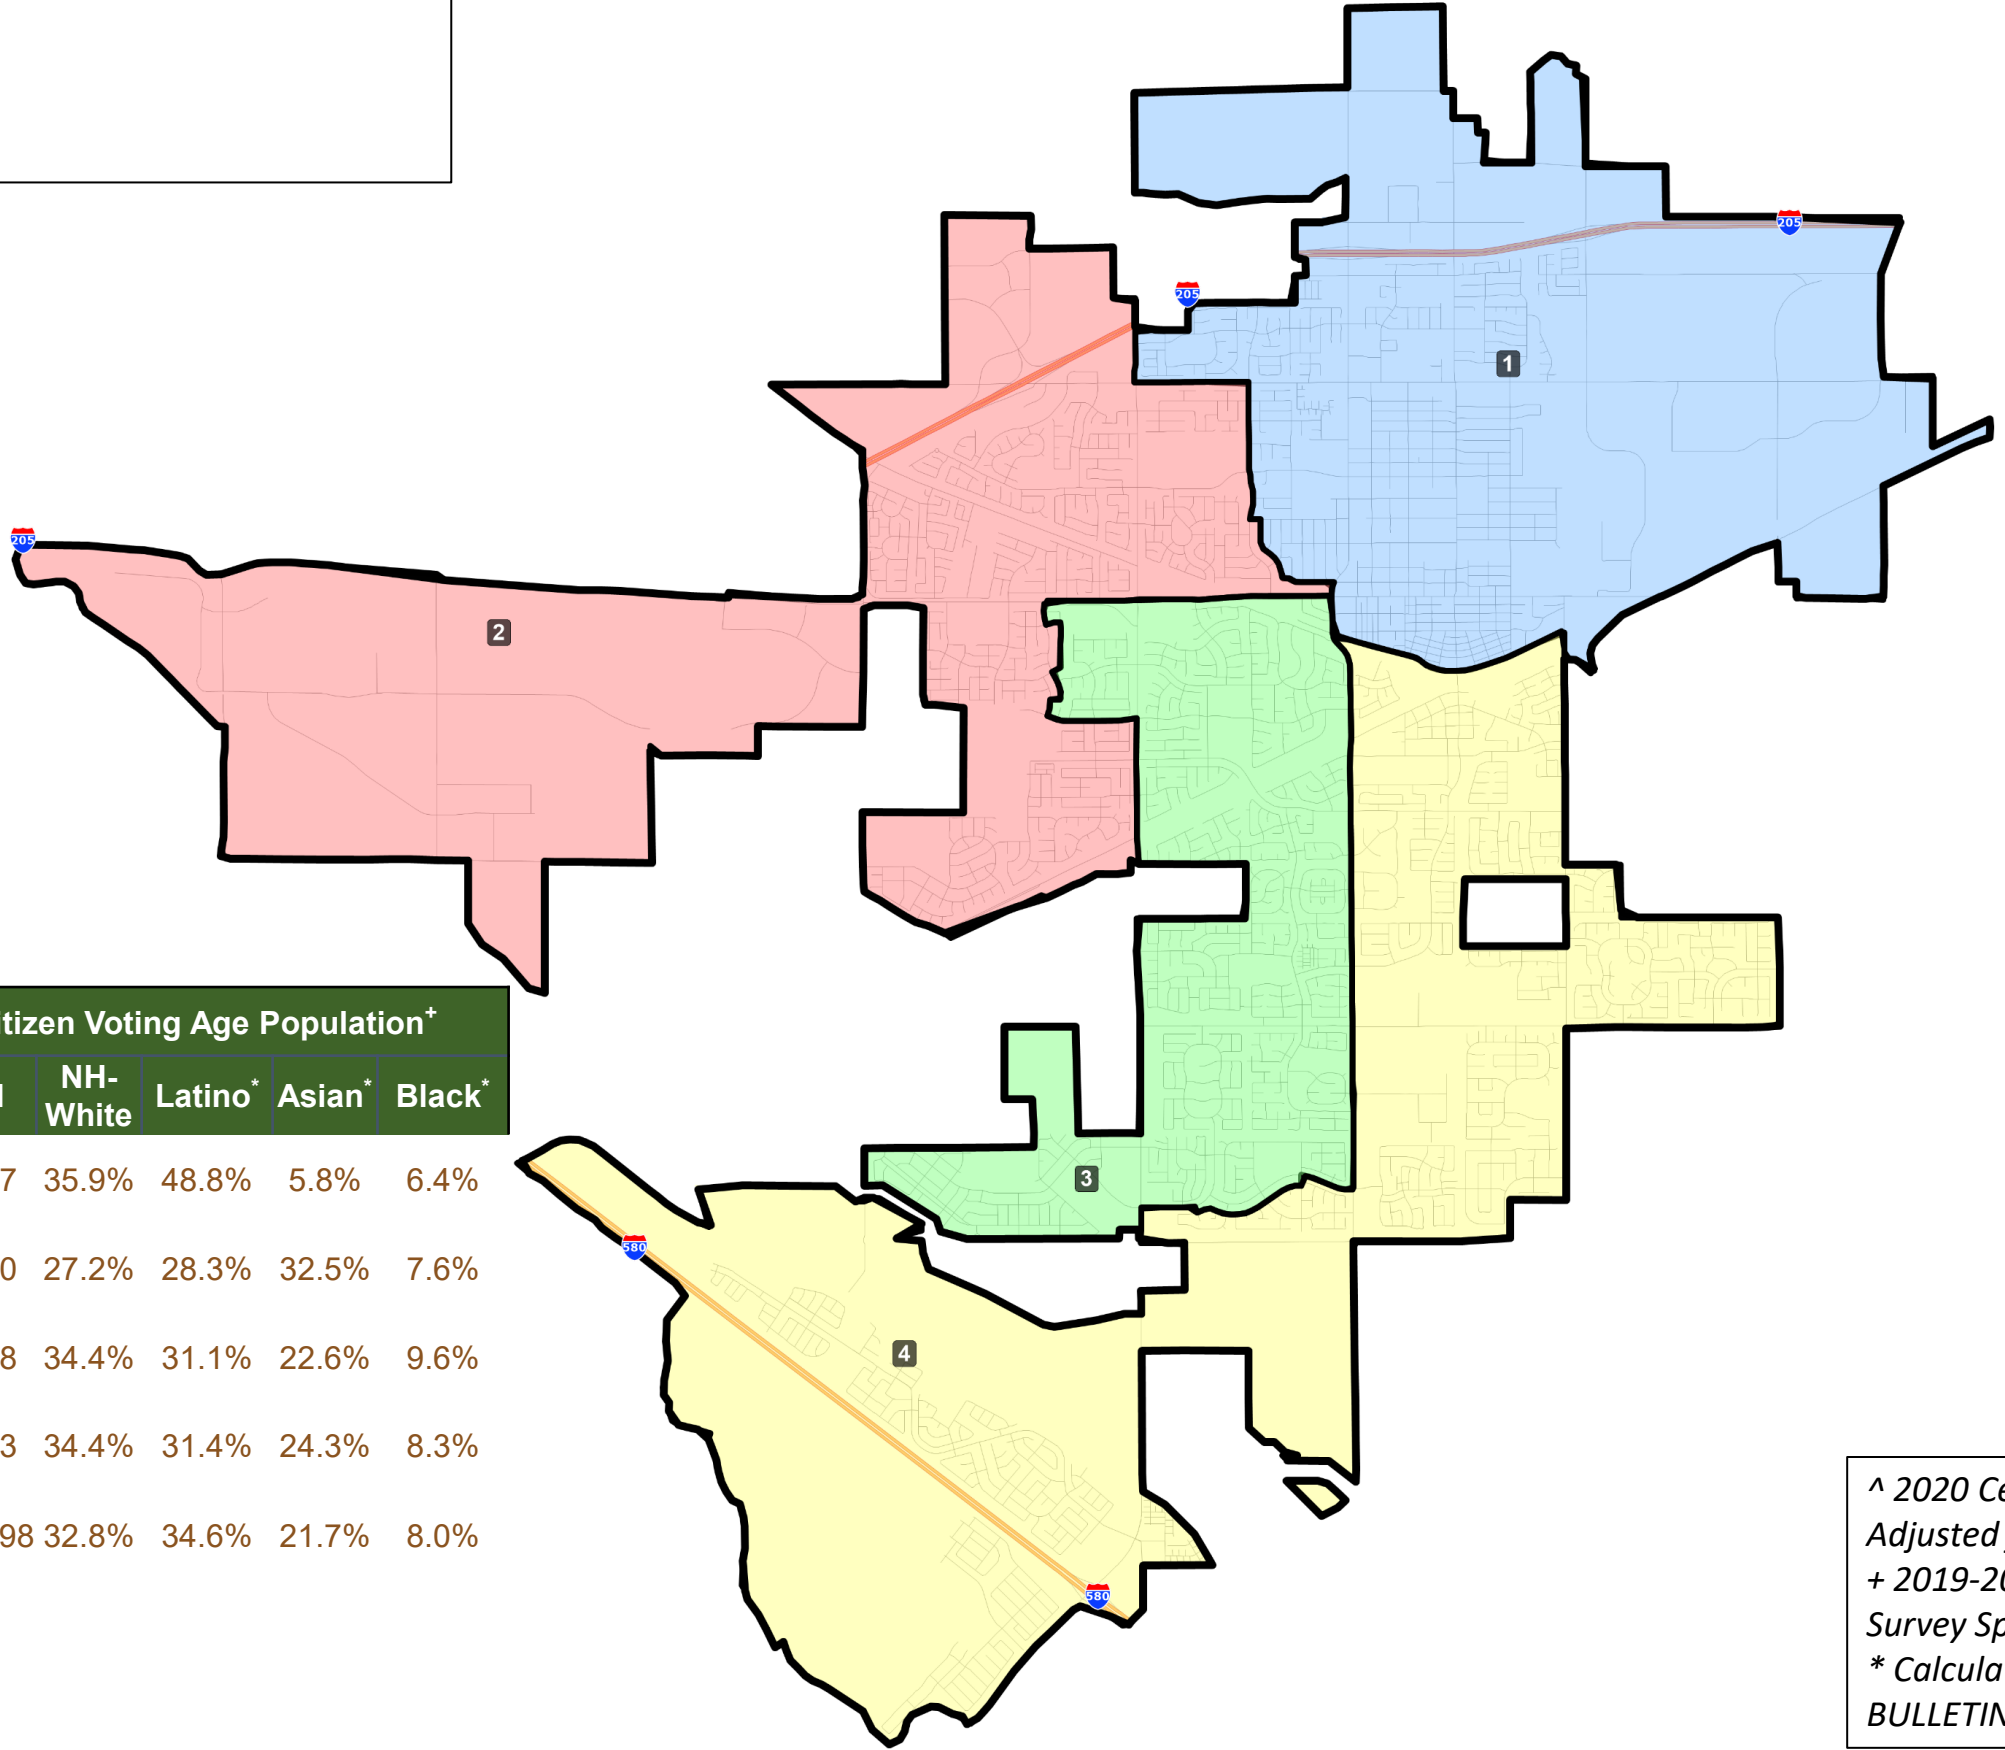 205
205
1
205
2
itizen Voting Age Population+
NH-White Latino* Asian* Black*
7 35.9% 48.8% 5.8% 6.4%
3
0 27.2% 28.3% 32.5% 7.6%
580
8 34.4% 31.1% 22.6% 9.6%
4
3 34.4% 31.4% 24.3% 8.3%
98 32.8% 34.6% 21.7% 8.0%
580
^ 2020 Ce
Adjusted
+ 2019-20
Survey Sp
* Calcula
BULLETIN